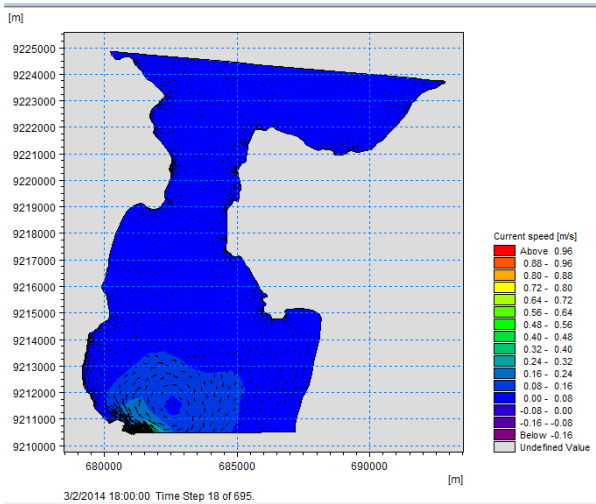 [m]
9225000
9224000
9223000
9222000
9221000
9220000
9219000
9218000
9217000
9216000
9215000
9214000
9213000
9212000
9211000
9210000
680000 685000 690000
[m]
Current speed [m/s]
Above 0.96
0.88 - 0.96
0.80 - 0.88
0.72 - 0.80
0.64 - 0.72
0.56 - 0.64
0.48 - 0.56
0.40 - 0.48
0.32 - 0.40
0.24 - 0.32
0.16 - 0.24
0.08 - 0.16
0.00 - 0.08
-0.08 - 0.00
-0.16 - -0.08
Below -0.16
Undefined Value
3/2/2014 18:00:00 Time Step 18 of 695.